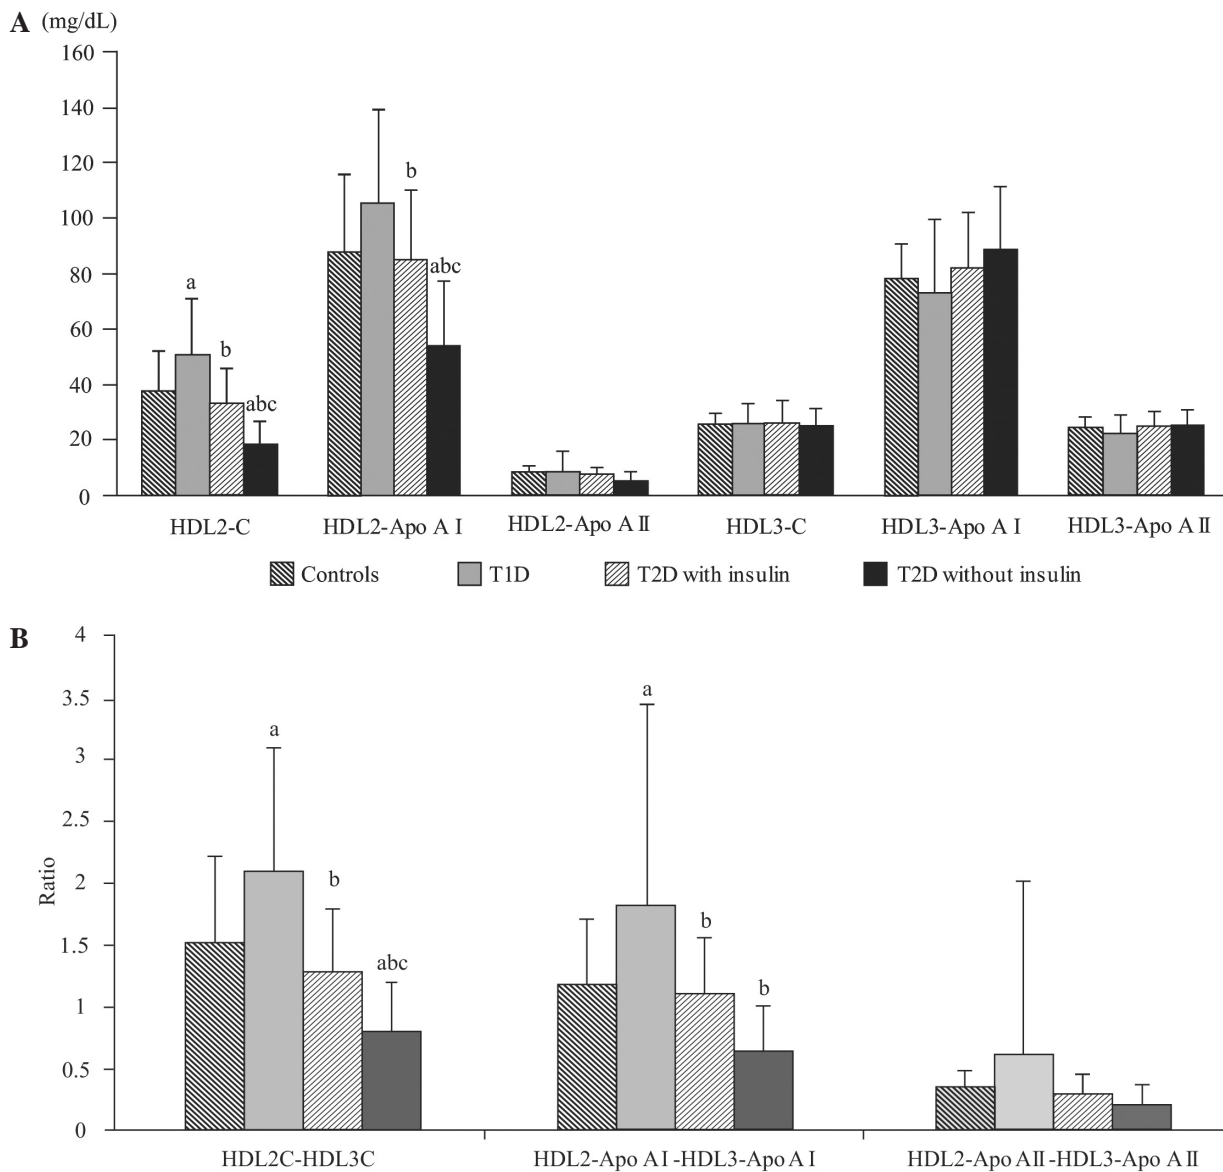 A (mg/dL)
160
140
120
100
80
60
40
20
0
a
b
abc
b
abc
HDL2-C HDL2-Apo A I HDL2-Apo A II HDL3-C HDL3-Apo A I HDL3-Apo A II
Controls T1D T2D with insulin T2D without insulin
B
Ratio
4
3.5
3
2.5
2
1.5
1
0.5
0
a
b
abc
a
b
b
HDL2C-HDL3C HDL2-Apo A I -HDL3-Apo A I HDL2-Apo A II -HDL3-Apo A II